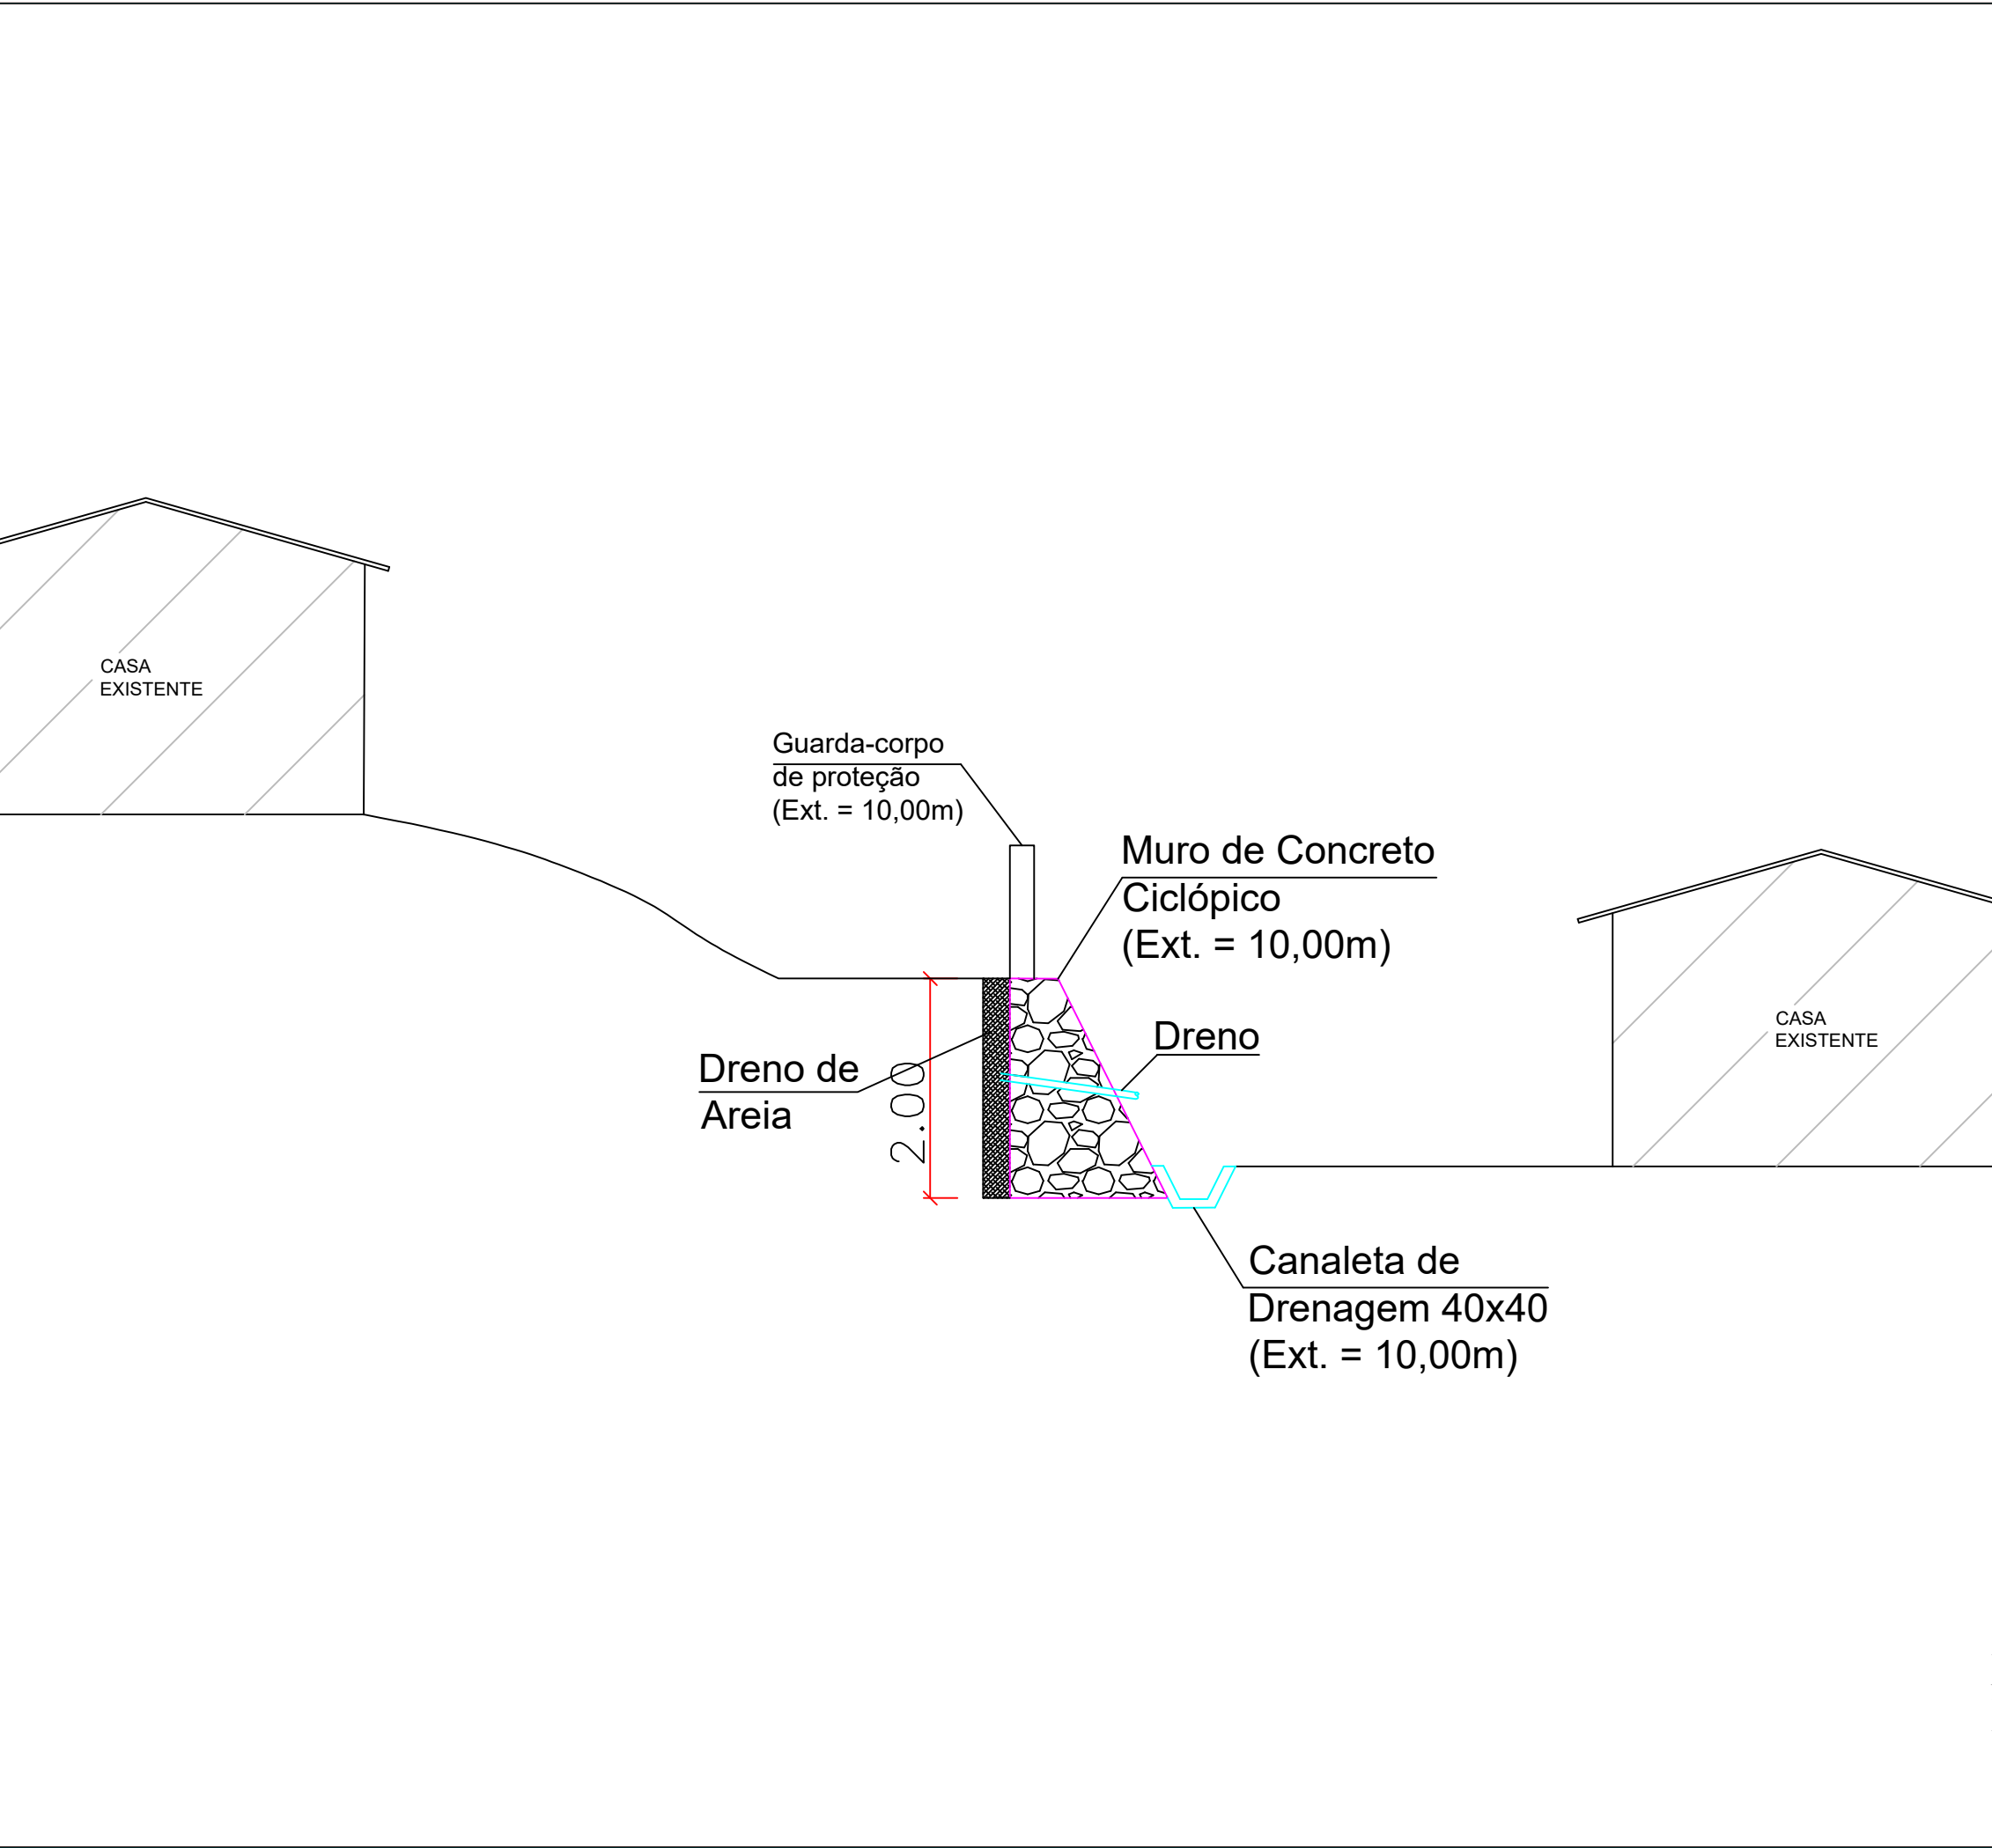 CASA
EXISTENTE
Guarda-corpo
de proteção
(Ext. = 10,00m)
Muro de Concreto
Ciclópico
(Ext. = 10,00m)
CASA
EXISTENTE
Dreno
Dreno de
Areia
2.00
Canaleta de
Drenagem 40x40
(Ext. = 10,00m)